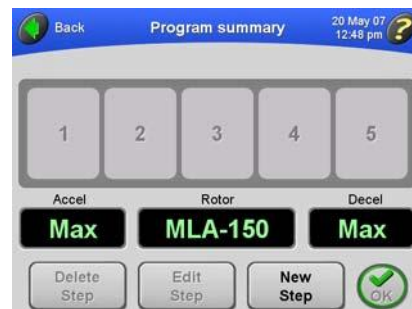 Back Program summary 20 May 07
12:48 pm ?
1 2 3 4 5
Accel Rotor Decel
Max MLA-150 Max
Delete Edit New
Step Step Step OK